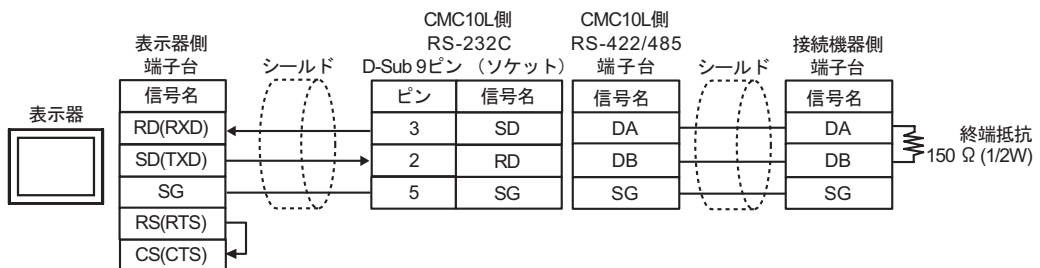 表示器
表示器側
端子台
信号名
RD(RXD)
SD(TXD)
SG
RS(RTS)
CS(CTS)
シールド
CMC10L側
RS-232C
D-Sub 9ピン （ソケット）
ピン 信号名
3 SD
2 RD
5 SG
CMC10L側
RS-422/485
端子台
信号名
DA
DB
SG
シールド
接続機器側
端子台
信号名
DA
DB
SG
終端抵抗
150 Ω (1/2W)